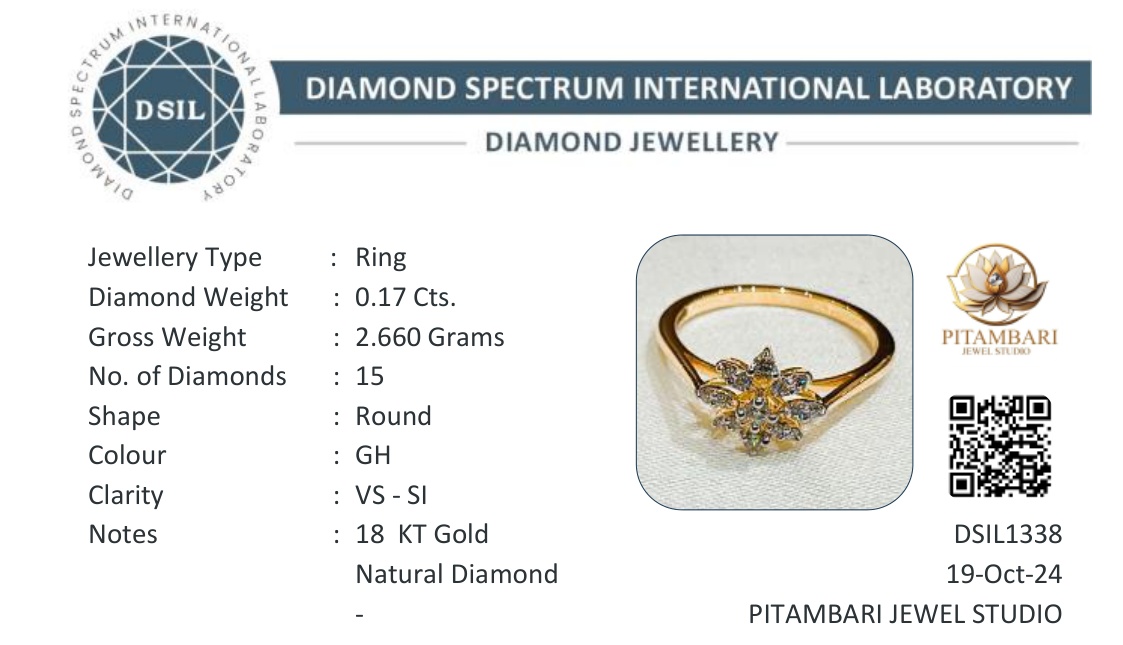 DIAMOND SPECTRUM INTERNATIONAL LABORATORY
DSIL
DIAMOND SPECTRUM INTERNATIONAL LABORATORY
DIAMOND JEWELLERY
Jewellery Type : Ring
Diamond Weight : 0.17 Cts.
Gross Weight : 2.660 Grams
No. of Diamonds : 15
Shape : Round
Colour : GH
Clarity : VS - SI
Notes : 18 KT Gold
Natural Diamond
-
PITAMBARI
JEWEL STUDIO
DSIL1338
19-Oct-24
PITAMBARI JEWEL STUDIO